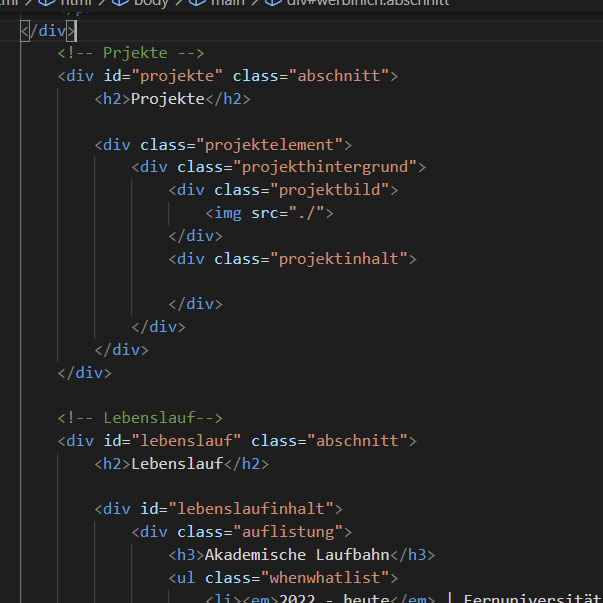 html > body > main > div#werbinich.abschnitt
</div>
<!-- Prjekte -->
<div id="projekte" class="abschnitt">
<h2>Projekte</h2>
<div class="projektelement">
<div class="projekthintergrund">
<div class="projektbild">
<img src="./">
</div>
<div class="projektinhalt">
</div>
</div>
</div>
</div>
<!-- Lebenslauf-->
<div id="lebenslauf" class="abschnitt">
<h2>Lebenslauf</h2>
<div id="lebenslaufinhalt">
<div class="auflistung">
<h3>Akademische Laufbahn</h3>
<ul class="whenwhatlist">
<li><em>2022 - heute</em> | Fernuniversität